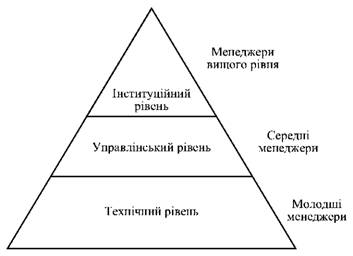 Менеджери
вищого рівня
Інституційний
рівень
Середні
менеджери
Управлінський рівень
Молодші
менеджери
Технічний рівень